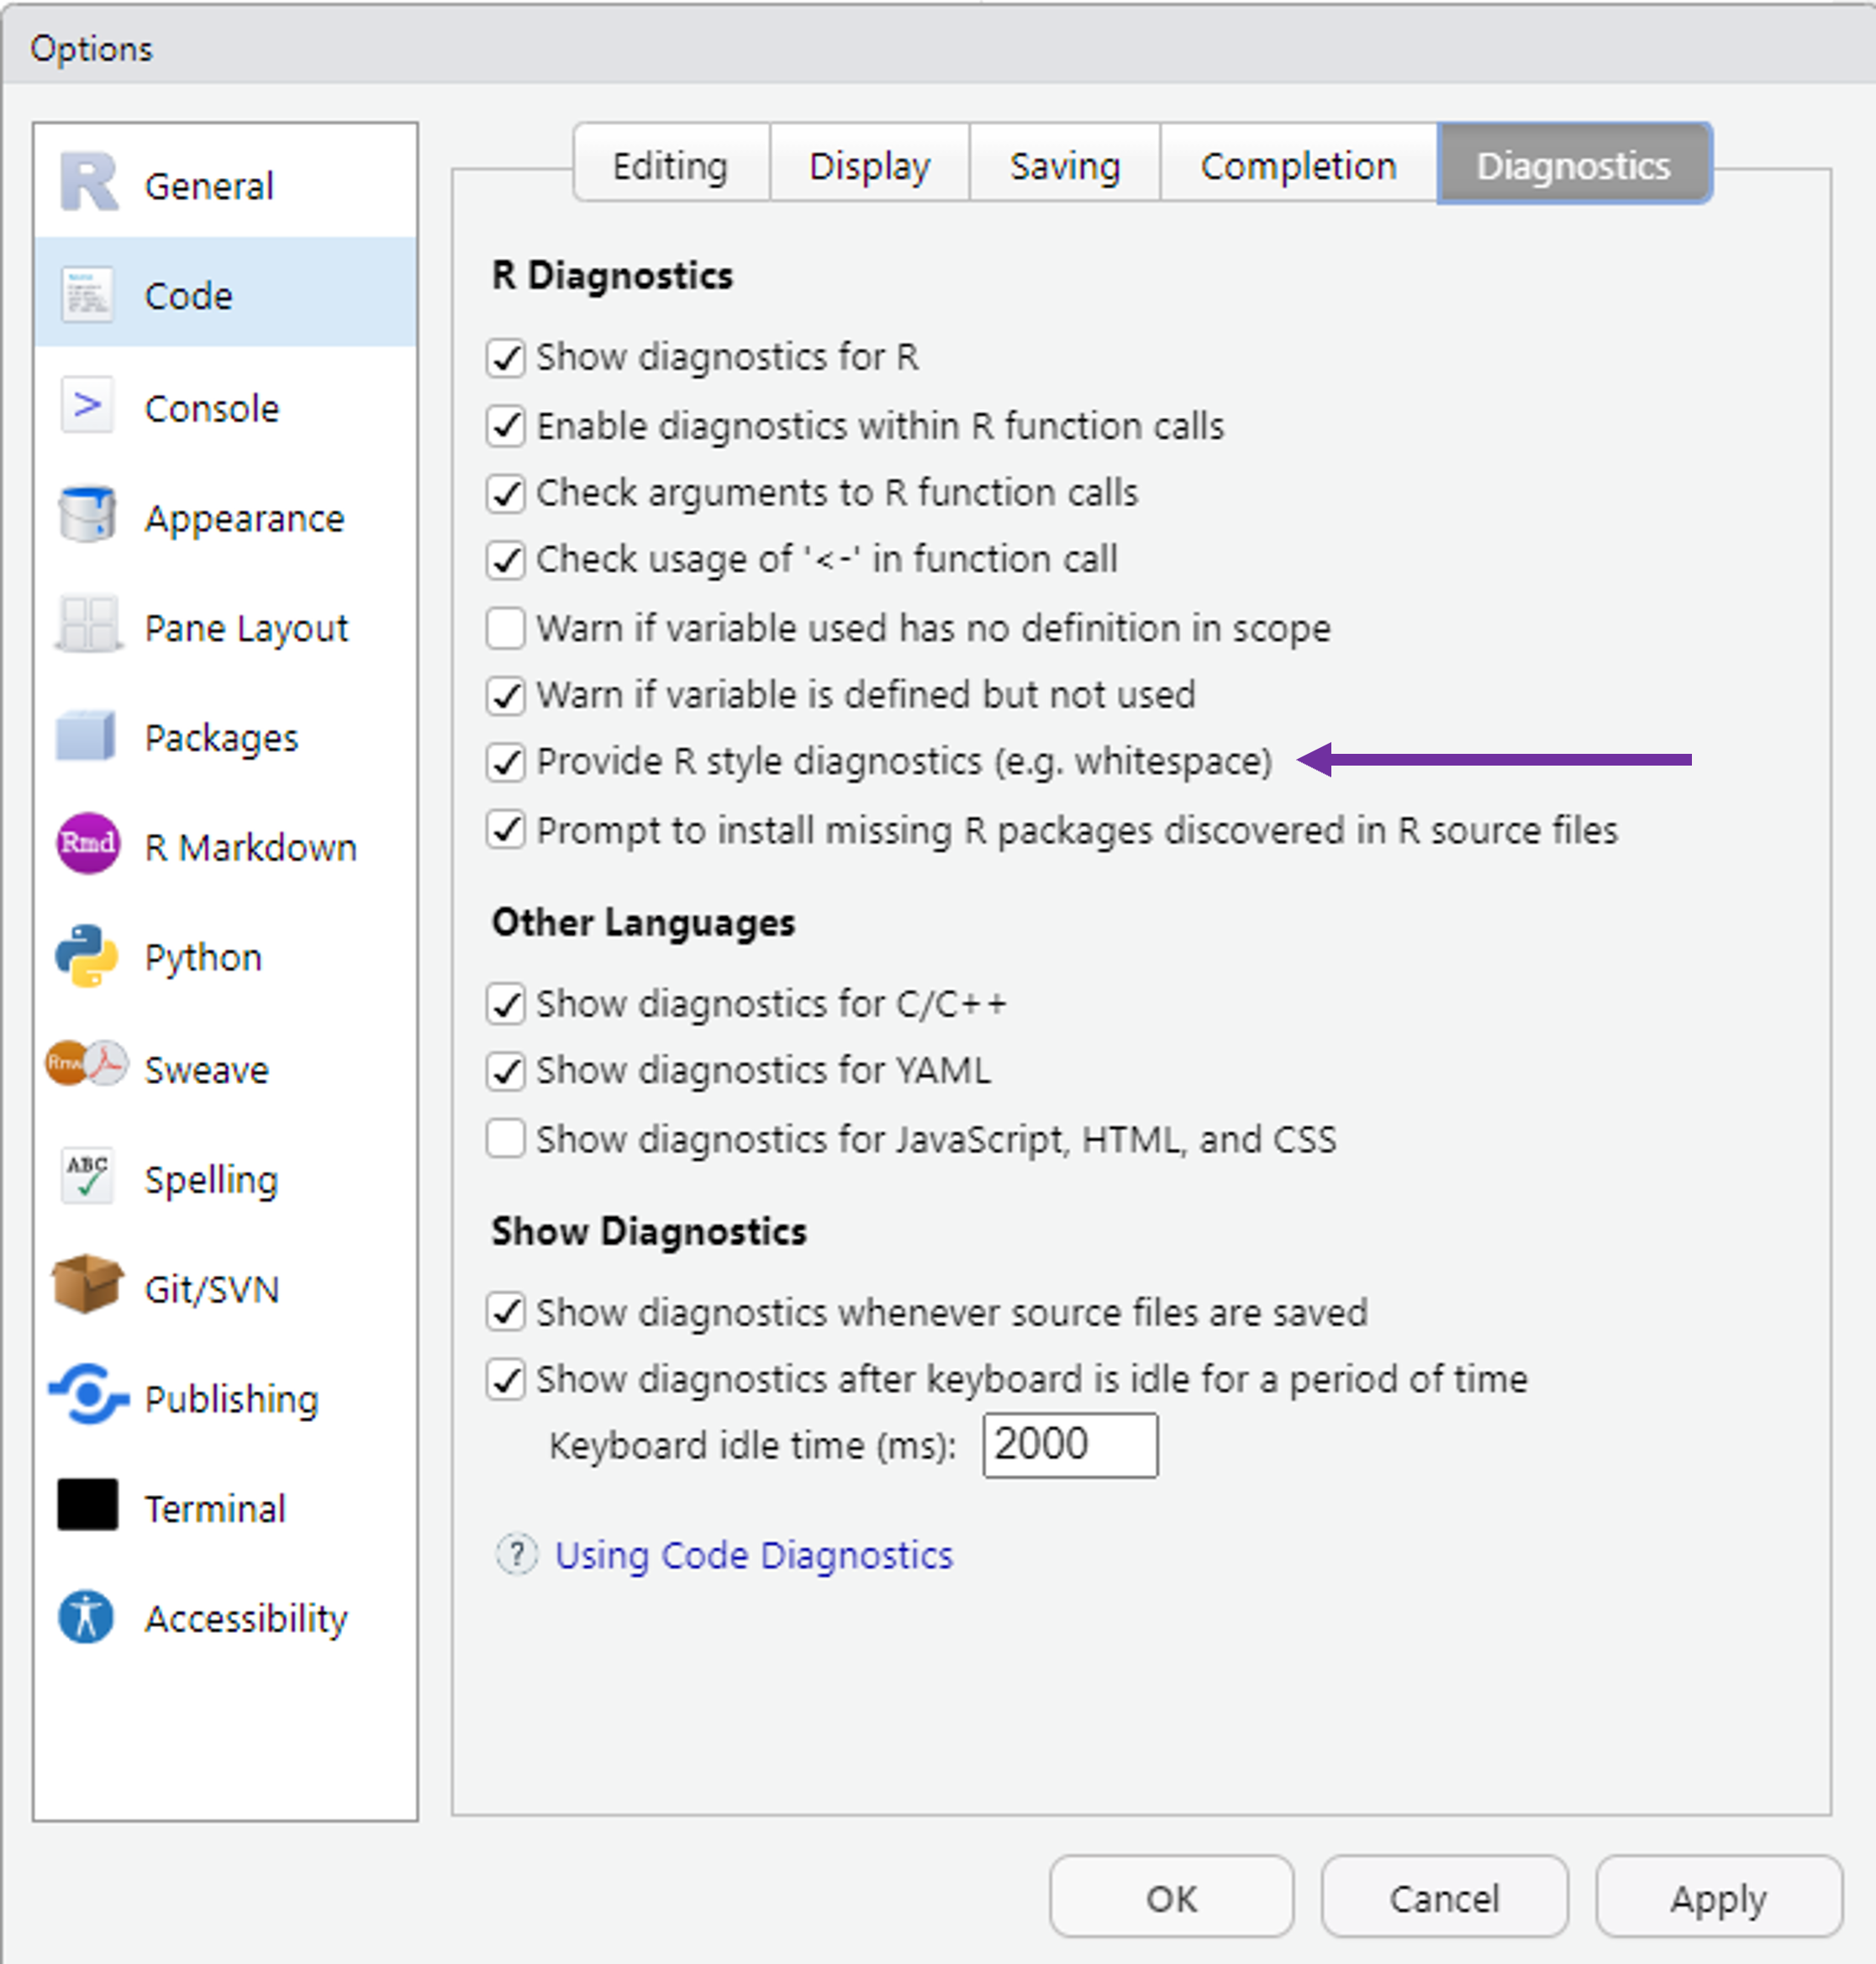 Options
General
Code
Console
Appearance
Pane Layout
Packages
Rmd
R Markdown
Python
Rnw
Sweave
ABC
Spelling
Git/SVN
Publishing
Terminal
Accessibility
Editing
Display
Saving
Completion
Diagnostics
R Diagnostics
Show diagnostics for R
Enable diagnostics within R function calls
Check arguments to R function calls
Check usage of '<-' in function call
Warn if variable used has no definition in scope
Warn if variable is defined but not used
Provide R style diagnostics (e.g. whitespace)
Prompt to install missing R packages discovered in R source files
Other Languages
Show diagnostics for C/C++
Show diagnostics for YAML
Show diagnostics for JavaScript, HTML, and CSS
Show Diagnostics
Show diagnostics whenever source files are saved
Show diagnostics after keyboard is idle for a period of time
Keyboard idle time (ms): 2000
? Using Code Diagnostics
OK
Cancel
Apply